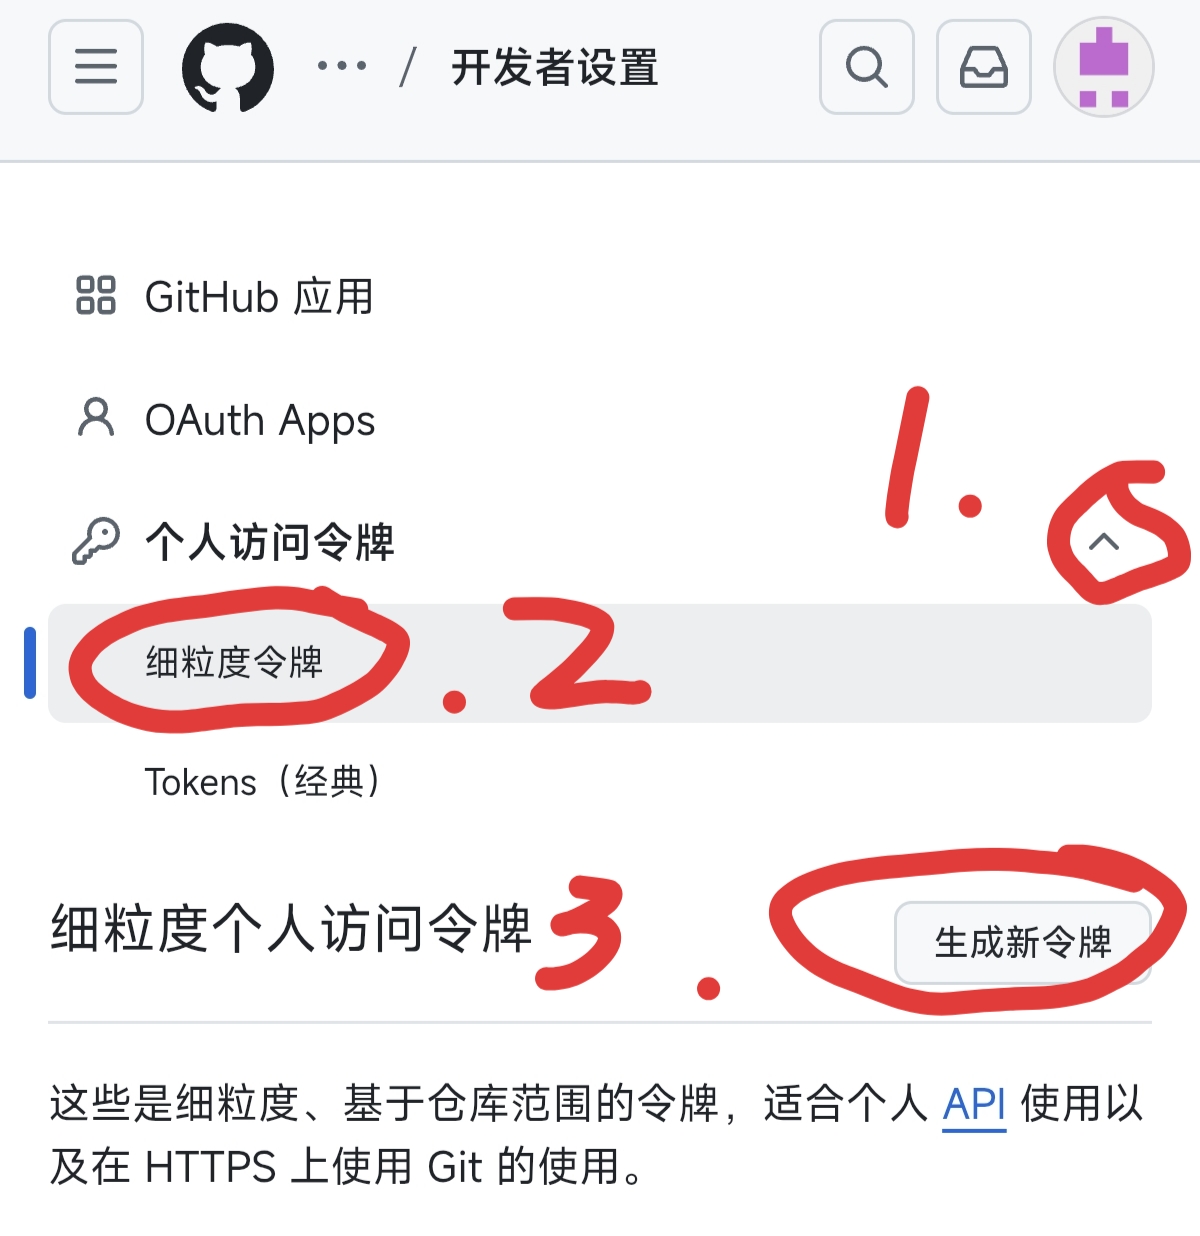 ··· / 开发者设置
GitHub 应用
OAuth Apps
1.
个人访问令牌
细粒度令牌 .2
Tokens（经典）
细粒度个人访问令牌 3. 生成新令牌
这些是细粒度、基于仓库范围的令牌，适合个人 API 使用以
及在 HTTPS 上使用 Git 的使用。